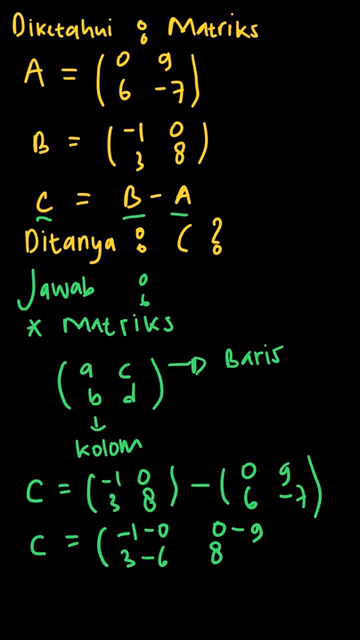 Diketahui : Matriks
A = ( 0 9
6 -7 )
B = ( -1 0
3 8 )
C = B - A
Ditanya : C ?
Jawab :
* Matriks
( a c
b d ) → Baris
↓
kolom
C = ( -1 0
3 8 ) - ( 0 9
6 -7 )
C = ( -1-0 0-9
3-6 8